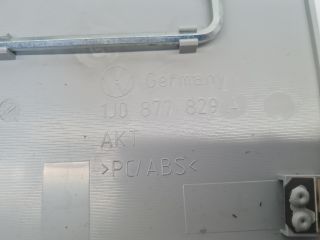 Germany
1J0 877 829 A
AKT
>PC/ABS<